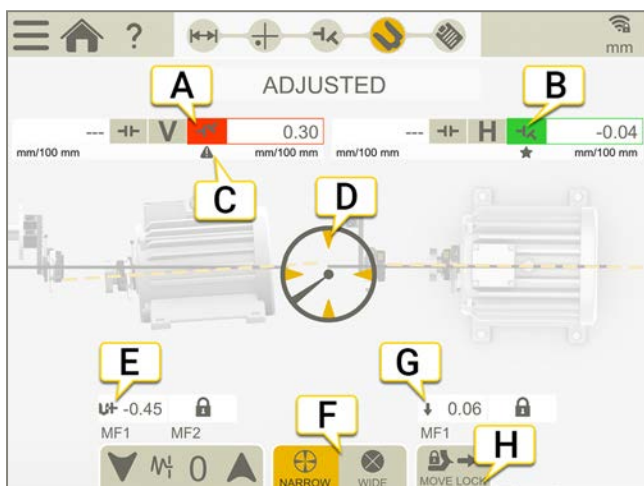 ?
mm
ADJUSTED
A
B
--- V 0.30
--- H -0.04
mm/100 mm mm/100 mm
mm/100 mm mm/100 mm
C
D
E
G
-0.45
0.06
F
MF1 MF2
MF1
H
0
NARROW
WIDE
MOVE LOCK